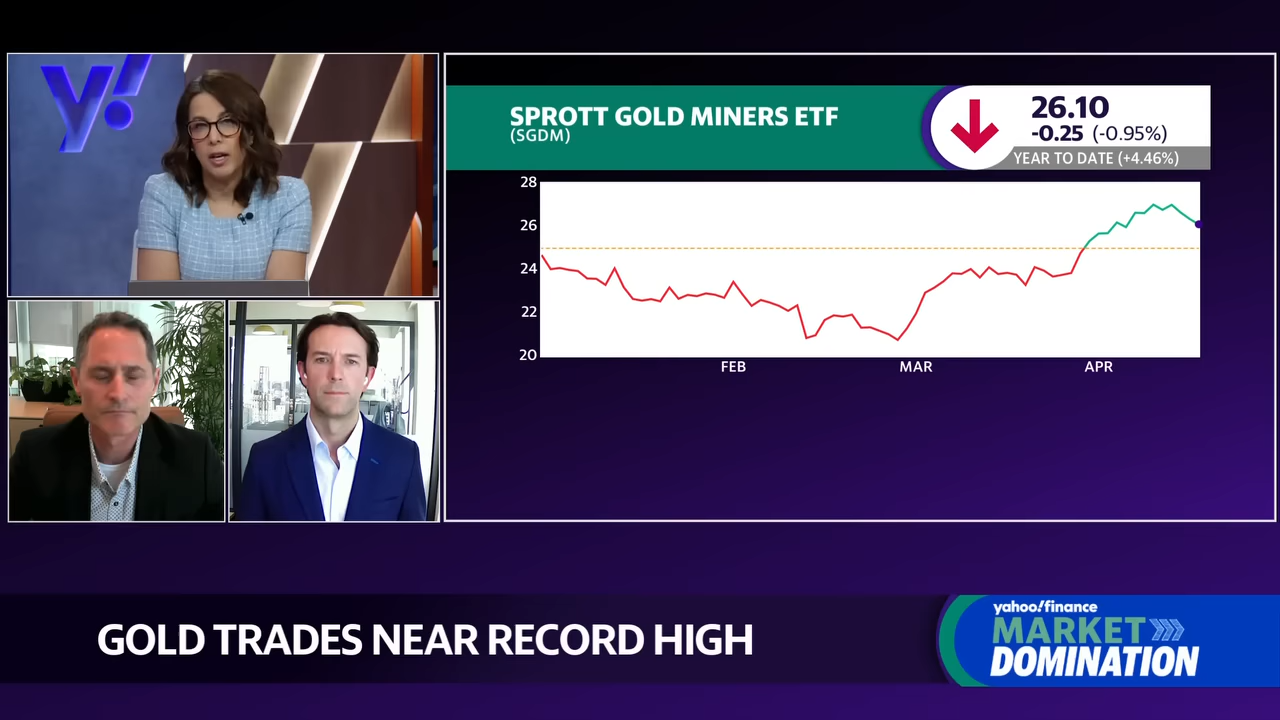 y!
SPROTT GOLD MINERS ETF
(SGDM)
26.10
-0.25 (-0.95%)
YEAR TO DATE (+4.46%)
28
26
24
22
20
FEB MAR APR
GOLD TRADES NEAR RECORD HIGH
yahoo!finance
MARKET
DOMINATION